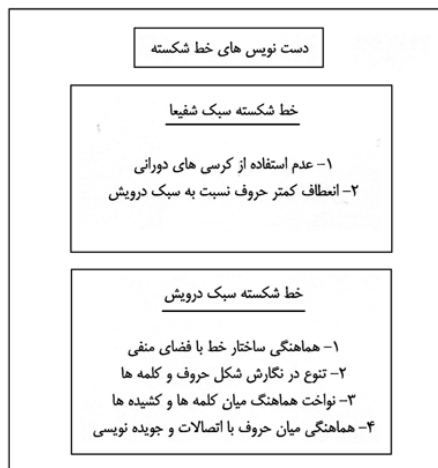 دست نویس های خط شکسته
خط شکسته سبک شفیعا
۱- عدم استفاده از کرسی های دورانی
۲- انعطاف کمتر حروف نسبت به سبک درویش
خط شکسته سبک درویش
۱- هماهنگی ساختار خط با فضای منفی
۲- تنوع در نگارش شکل حروف و کلمه ها
۳- نواخت هماهنگ میان کلمه ها و کشیده ها
۴- هماهنگی میان حروف با اتصالات و جویده نویسی